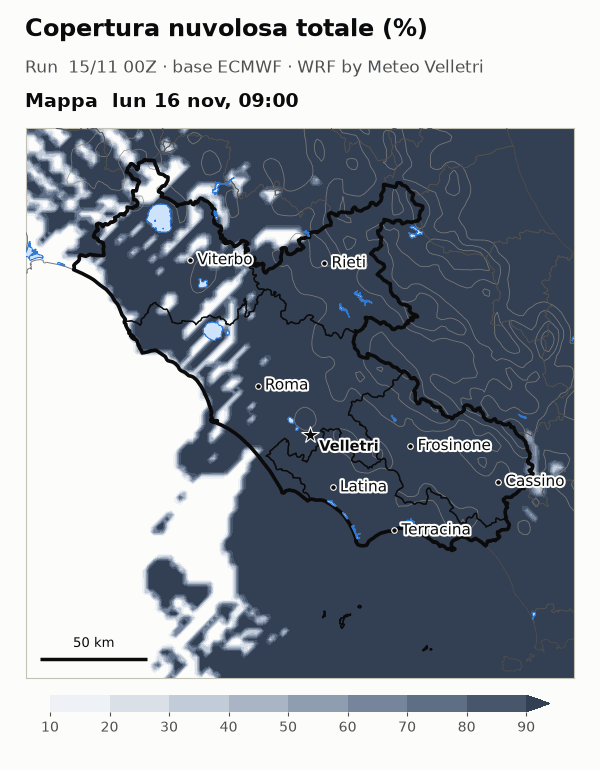 Copertura nuvolosa totale (%)
Run  15/11 00Z · base ECMWF · WRF by Meteo Velletri
Mappa  lun 16 nov, 09:00
Viterbo
Rieti
Roma
Velletri
Frosinone
Latina
Cassino
Terracina
50 km
10 20 30 40 50 60 70 80 90